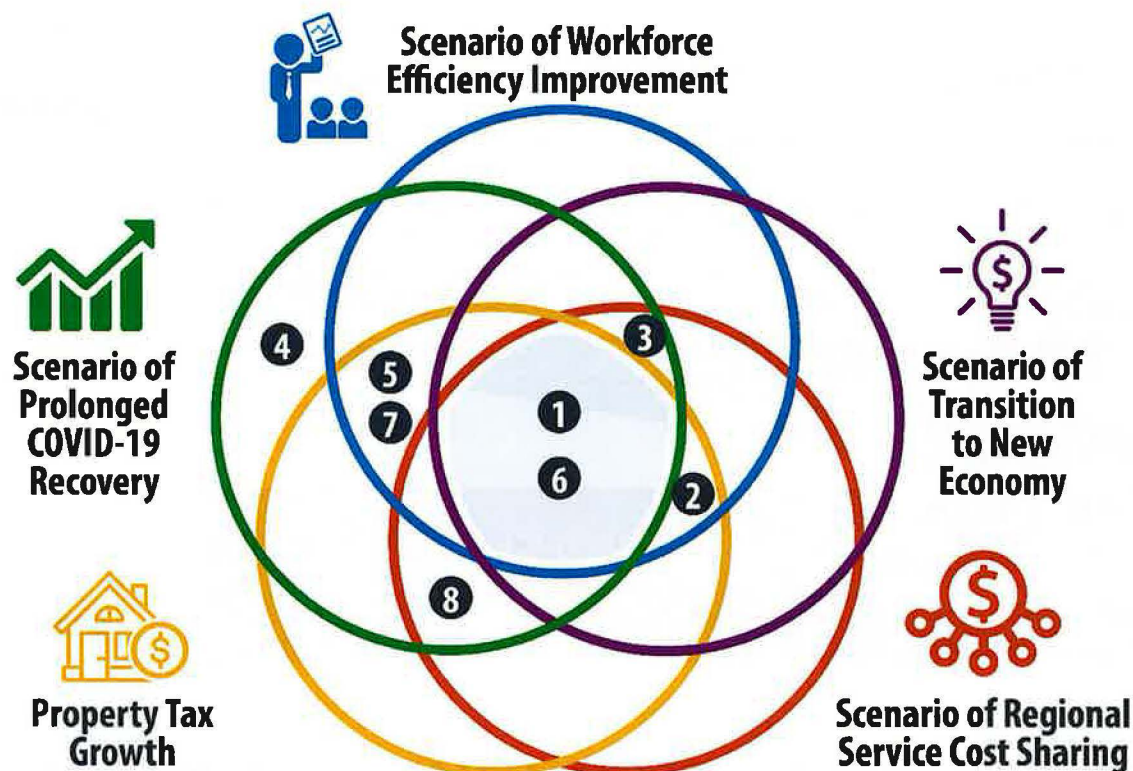 Scenario of Workforce
Efficiency Improvement
$
Scenario of
Prolonged
COVID-19
Recovery
Scenario of
Transition
to New
Economy
4
3
5
7
1
6
2
8
$
$
Property Tax
Growth
Scenario of Regional
Service Cost Sharing